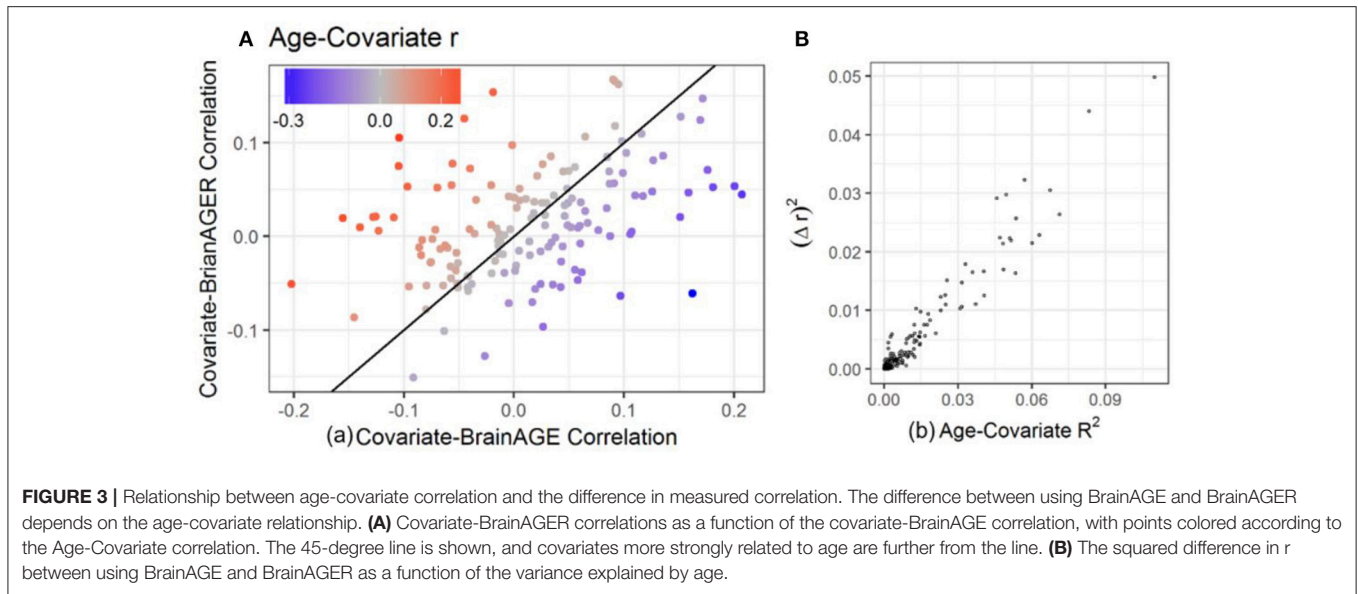 A Age-Covariate r
-0.3 0.0 0.2
Covariate-BrianAGER Correlation
0.1
0.0
-0.1
-0.2 -0.1 0.0 0.1 0.2
(a) Covariate-BrainAGE Correlation
B
(Δ r)²
0.05
0.04
0.03
0.02
0.01
0.00
0.00 0.03 0.06 0.09
(b) Age-Covariate R²
FIGURE 3 | Relationship between age-covariate correlation and the difference in measured correlation. The difference between using BrainAGE and BrainAGER
depends on the age-covariate relationship. (A) Covariate-BrainAGER correlations as a function of the covariate-BrainAGE correlation, with points colored according to
the Age-Covariate correlation. The 45-degree line is shown, and covariates more strongly related to age are further from the line. (B) The squared difference in r
between using BrainAGE and BrainAGER as a function of the variance explained by age.